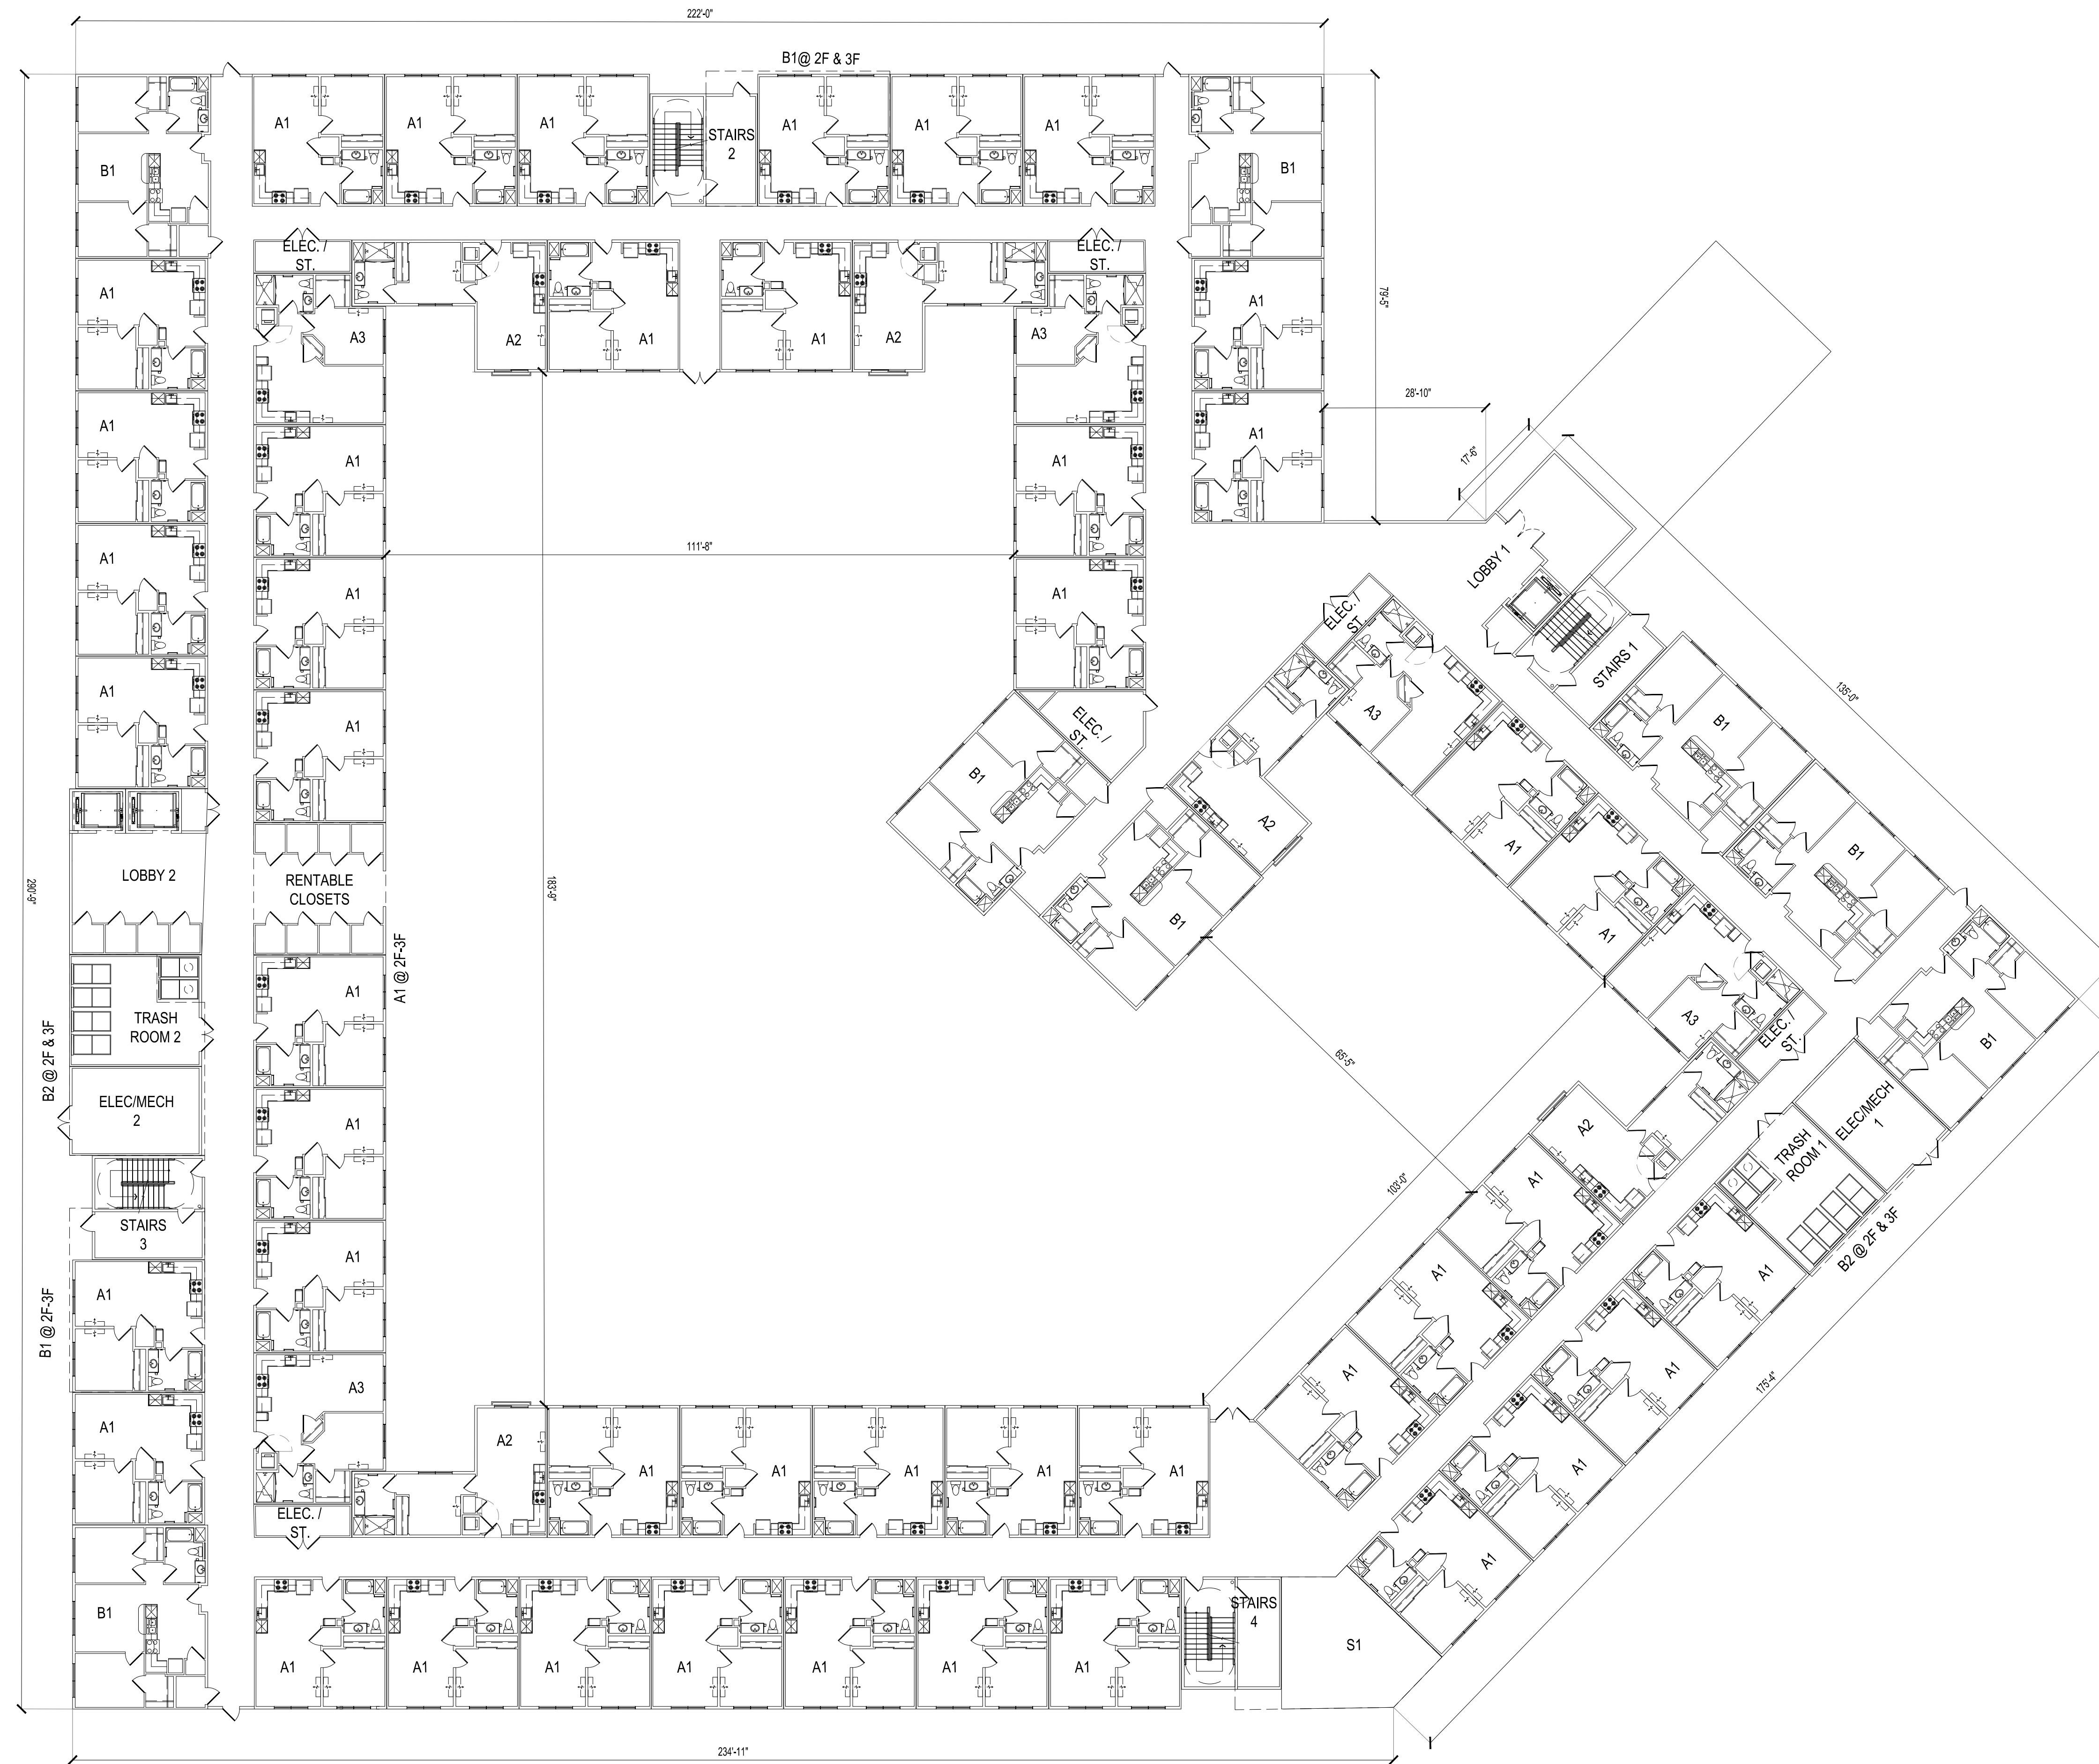 222'-0"
B1@ 2F & 3F
A1
A1
A1
STAIRS
2
A1
A1
A1
B1
B1
ELEC. /
ST.
ELEC. /
ST.
A1
A3
A2
A1
A1
A2
A3
A1
79'-5"
28'-10"
17'-6"
A1
A1
A1
A1
A1
111'-8"
A1
A1
A1
LOBBY 1
ELEC. /
ST.
STAIRS 1
135'-0"
A1
A1
A3
B1
ELEC. /
ST.
B1
A2
A1
B1
B1
A1
290'-9"
LOBBY 2
RENTABLE
CLOSETS
183'-9"
A1 @ 2F-3F
A3
ELEC. /
ST.
B1
TRASH
ROOM 2
A1
B2 @ 2F & 3F
ELEC/MECH
2
A1
65'-5"
A2
ELEC/MECH
1
TRASH
ROOM 1
103'-0"
A1
STAIRS
3
A1
A1
A1
B2 @ 2F & 3F
B1 @ 2F-3F
A1
A3
A1
A1
175'-4"
A1
A2
A1
A1
A1
A1
A1
A1
ELEC. /
ST.
A1
B1
STAIRS
4
S1
A1
A1
A1
A1
A1
A1
A1
234'-11"